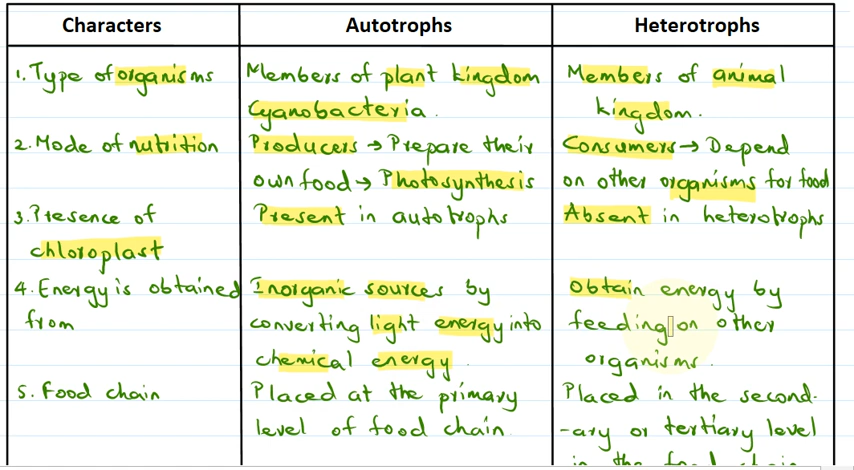 Characters Autotrophs Heterotrophs
1. Type of organisms Members of plant kingdom Members of animal
Cyanobacteria. kingdom.
2. Mode of nutrition Producers → Prepare their Consumers → Depend
own food → Photosynthesis on other organisms for food
3. Presence of Present in autotrophs Absent in heterotrophs
chloroplast
4. Energy is obtained Inorganic sources by Obtain energy by
from converting light energy into feeding on other
chemical energy. organisms.
5. Food chain Placed at the primary Placed in the second-
level of food chain -ary or tertiary level
in the food chain